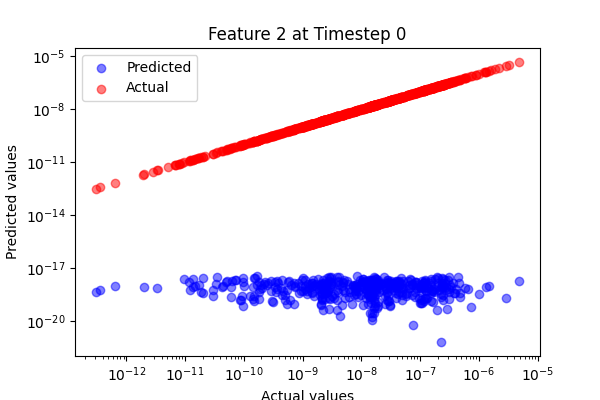 Feature 2 at Timestep 0
Predicted
Actual
Predicted values
10⁻⁵
10⁻⁸
10⁻¹¹
10⁻¹⁴
10⁻¹⁷
10⁻²⁰
10⁻¹² 10⁻¹¹ 10⁻¹⁰ 10⁻⁹ 10⁻⁸ 10⁻⁷ 10⁻⁶ 10⁻⁵
Actual values